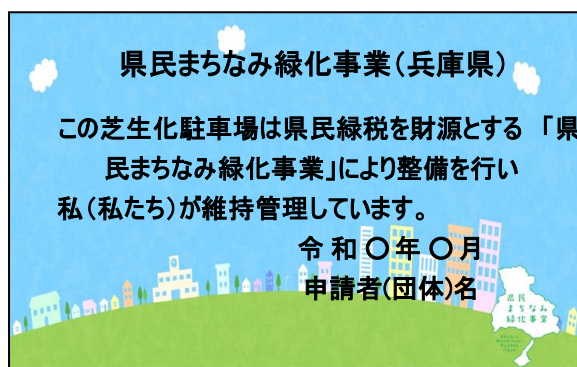 県民まちなみ緑化事業(兵庫県)
この芝生化駐車場は県民緑税を財源とする 「県
民まちなみ緑化事業」により整備を行い
私(私たち)が維持管理しています。
令和〇年〇月
申請者(団体)名
県民
まちなみ
緑化事業